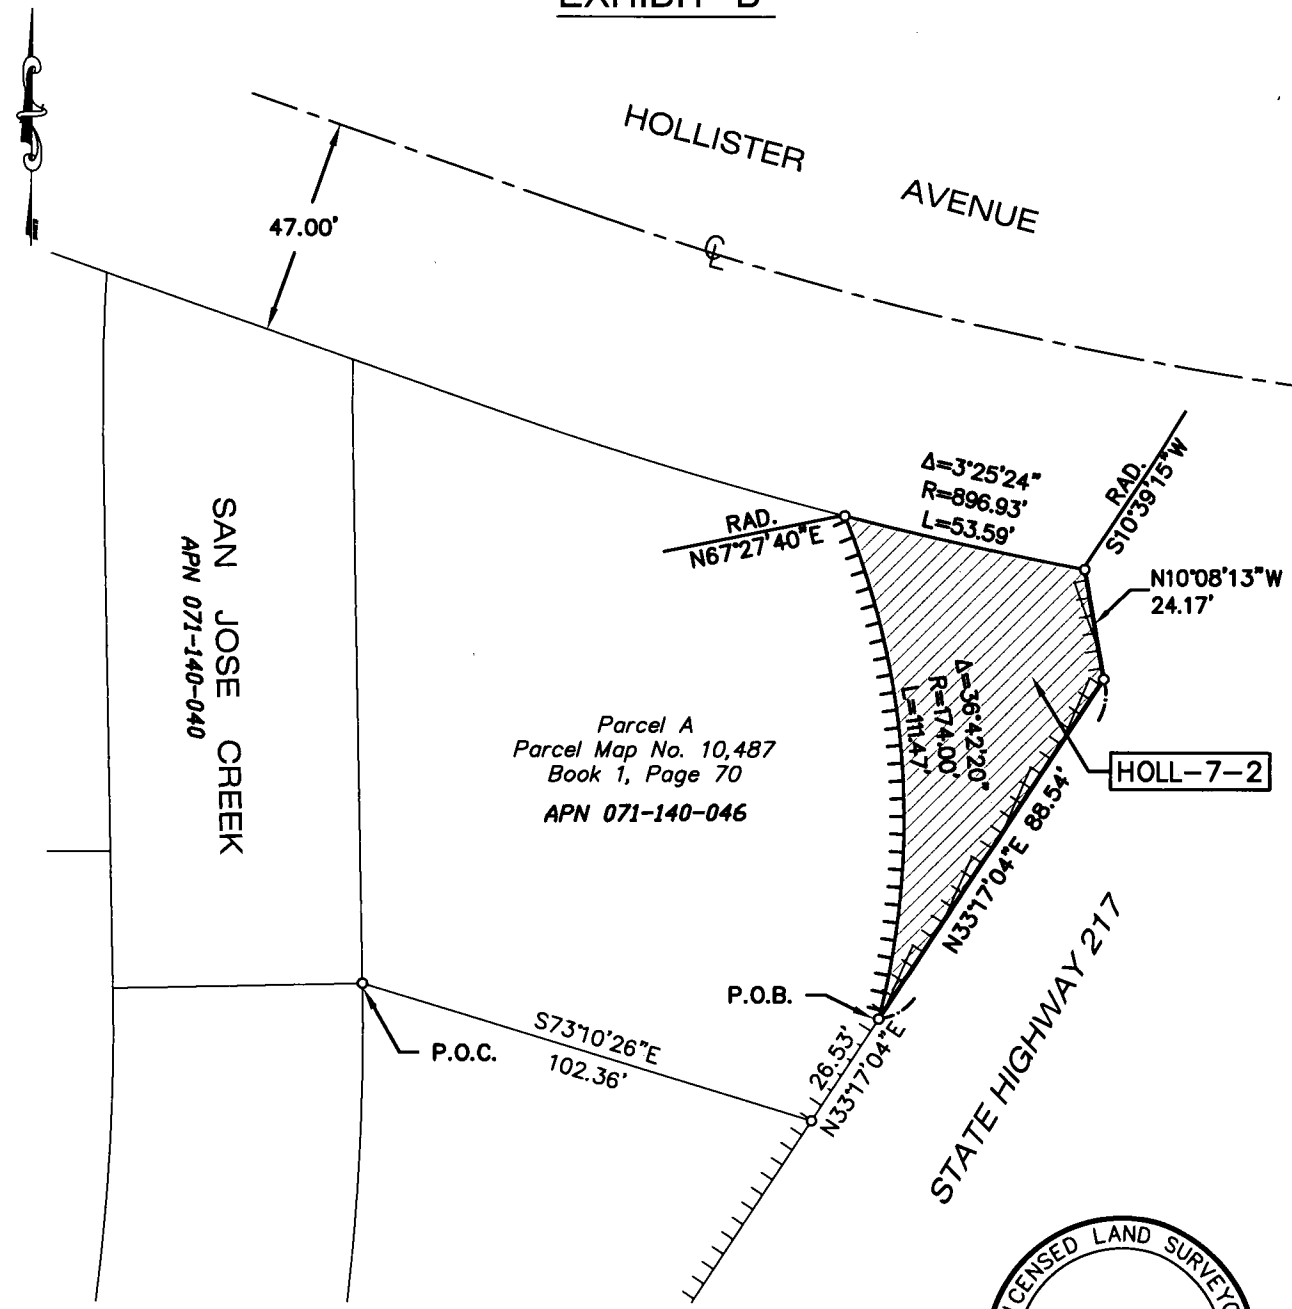 EXHIBIT "B"
HOLLISTER AVENUE
47.00'
℄
Δ=3°25'24"
R=896.93'
L=53.59'
RAD.
S10°39'15"W
RAD.
N67°27'40"E
N10°08'13"W
24.17'
SAN JOSE CREEK
APN 071-140-040
Δ=36°42'20"
R=174.00'
L=111.47'
Parcel A
Parcel Map No. 10,487
Book 1, Page 70
APN 071-140-046
HOLL-7-2
N33°17'04"E 88.54'
STATE HIGHWAY 217
P.O.B.
P.O.C.
S73°10'26"E
102.36'
26.53'
N33°17'04"E
LAND